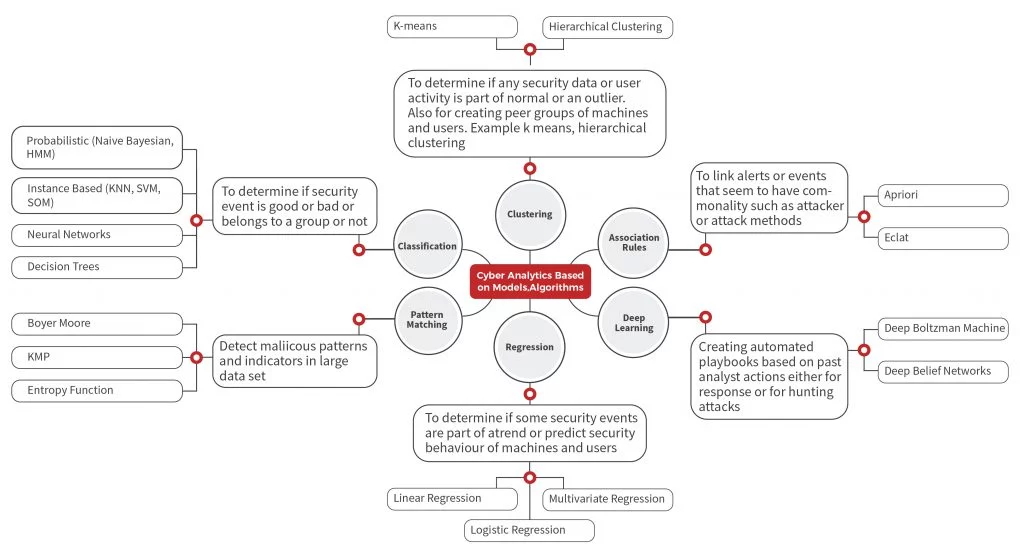 K-means
Hierarchical Clustering
To determine if any security data or user
activity is part of normal or an outlier.
Also for creating peer groups of machines
and users. Example k means, hierarchical
clustering
Clustering
Probabilistic (Naive Bayesian,
HMM)
Instance Based (KNN, SVM,
SOM)
Neural Networks
Decision Trees
To determine if security
event is good or bad or
belongs to a group or not
Classification
To link alerts or events
that seem to have com-
monality such as attacker
or attack methods
Apriori
Eclat
Association
Rules
Cyber Analytics Based
on Models,Algorithms
Pattern
Matching
Boyer Moore
KMP
Entropy Function
Detect maliicous patterns
and indicators in large
data set
Deep
Learning
Creating automated
playbooks based on past
analyst actions either for
response or for hunting
attacks
Deep Boltzman Machine
Deep Belief Networks
Regression
To determine if some security events
are part of atrend or predict security
behaviour of machines and users
Linear Regression
Multivariate Regression
Logistic Regression